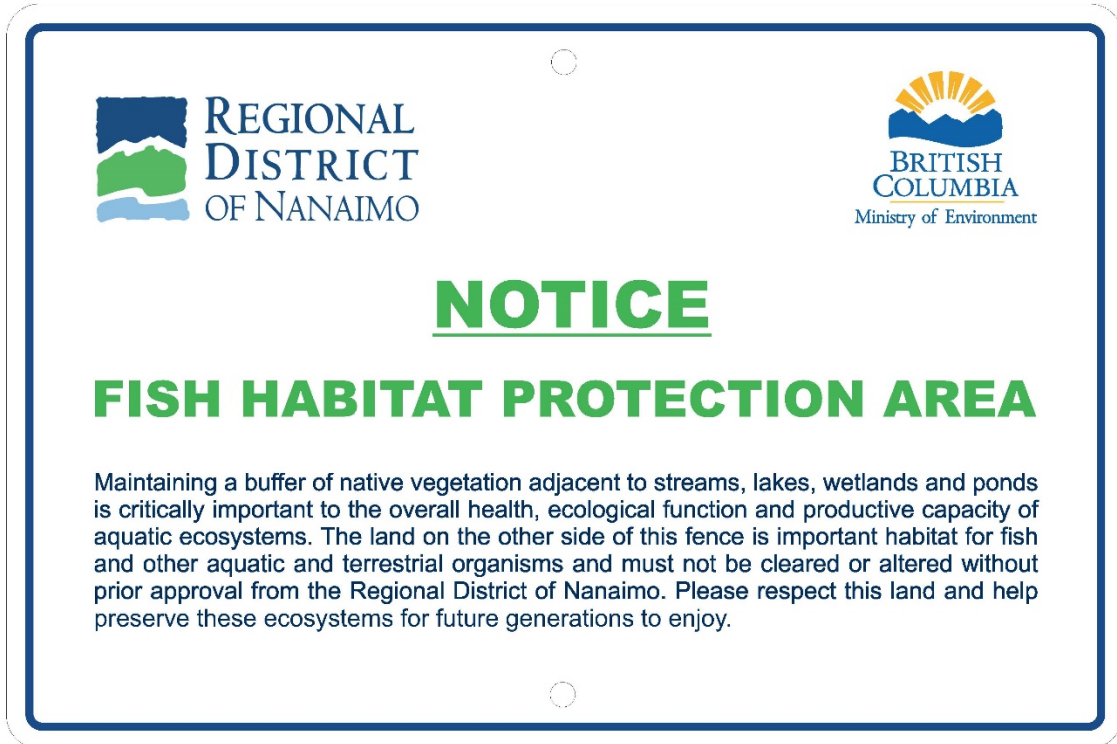 REGIONAL
DISTRICT
OF NANAIMO
BRITISH
COLUMBIA
Ministry of Environment
NOTICE
FISH HABITAT PROTECTION AREA
Maintaining a buffer of native vegetation adjacent to streams, lakes, wetlands and ponds
is critically important to the overall health, ecological function and productive capacity of
aquatic ecosystems. The land on the other side of this fence is important habitat for fish
and other aquatic and terrestrial organisms and must not be cleared or altered without
prior approval from the Regional District of Nanaimo. Please respect this land and help
preserve these ecosystems for future generations to enjoy.